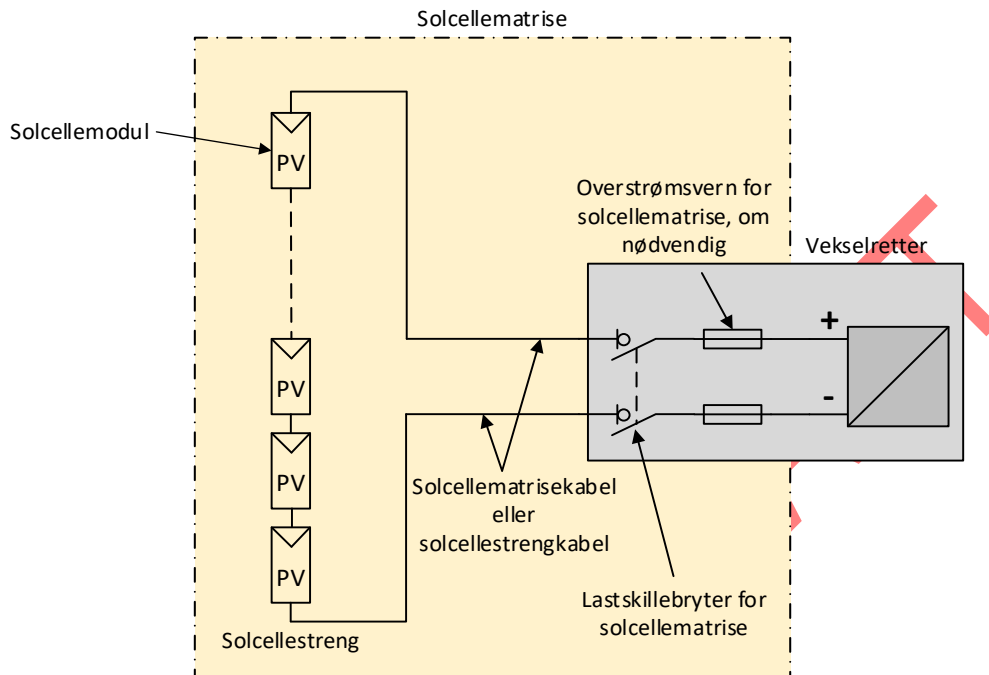 Solcellematrise
Solcellemodul
PV
Overstrømsvern for
solcellematrise, om
nødvendig
Vekselretter
+
PV
-
PV
Solcellematrisekabel
eller
solcellestrengkabel
PV
Lastskillebryter for
solcellematrise
Solcellestreng